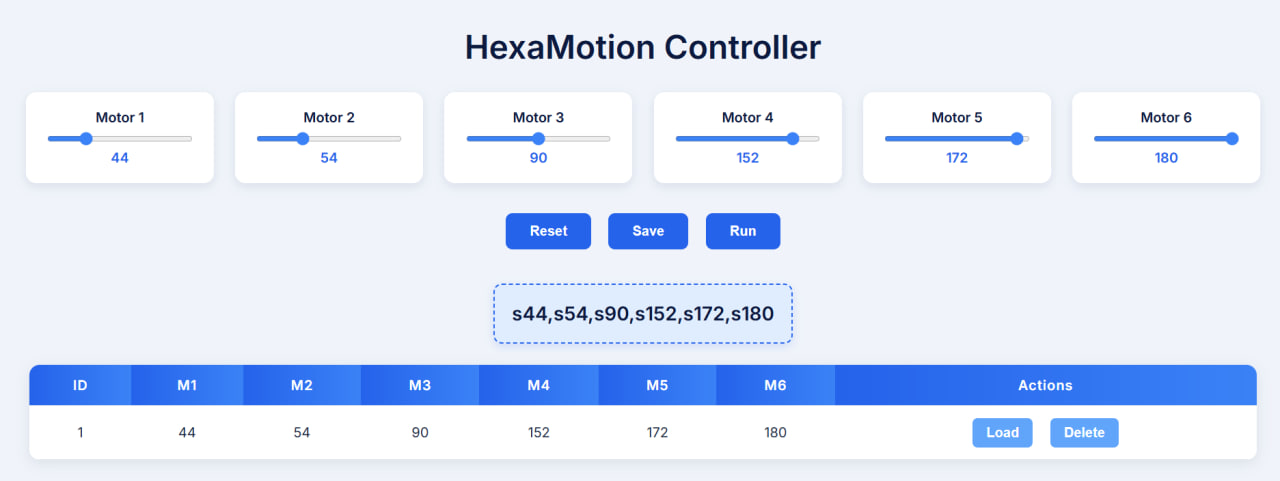 HexaMotion Controller
Motor 1 Motor 2 Motor 3 Motor 4 Motor 5 Motor 6
44 54 90 152 172 180
Reset Save Run
s44,s54,s90,s152,s172,s180
ID M1 M2 M3 M4 M5 M6 Actions
1 44 54 90 152 172 180 Load Delete